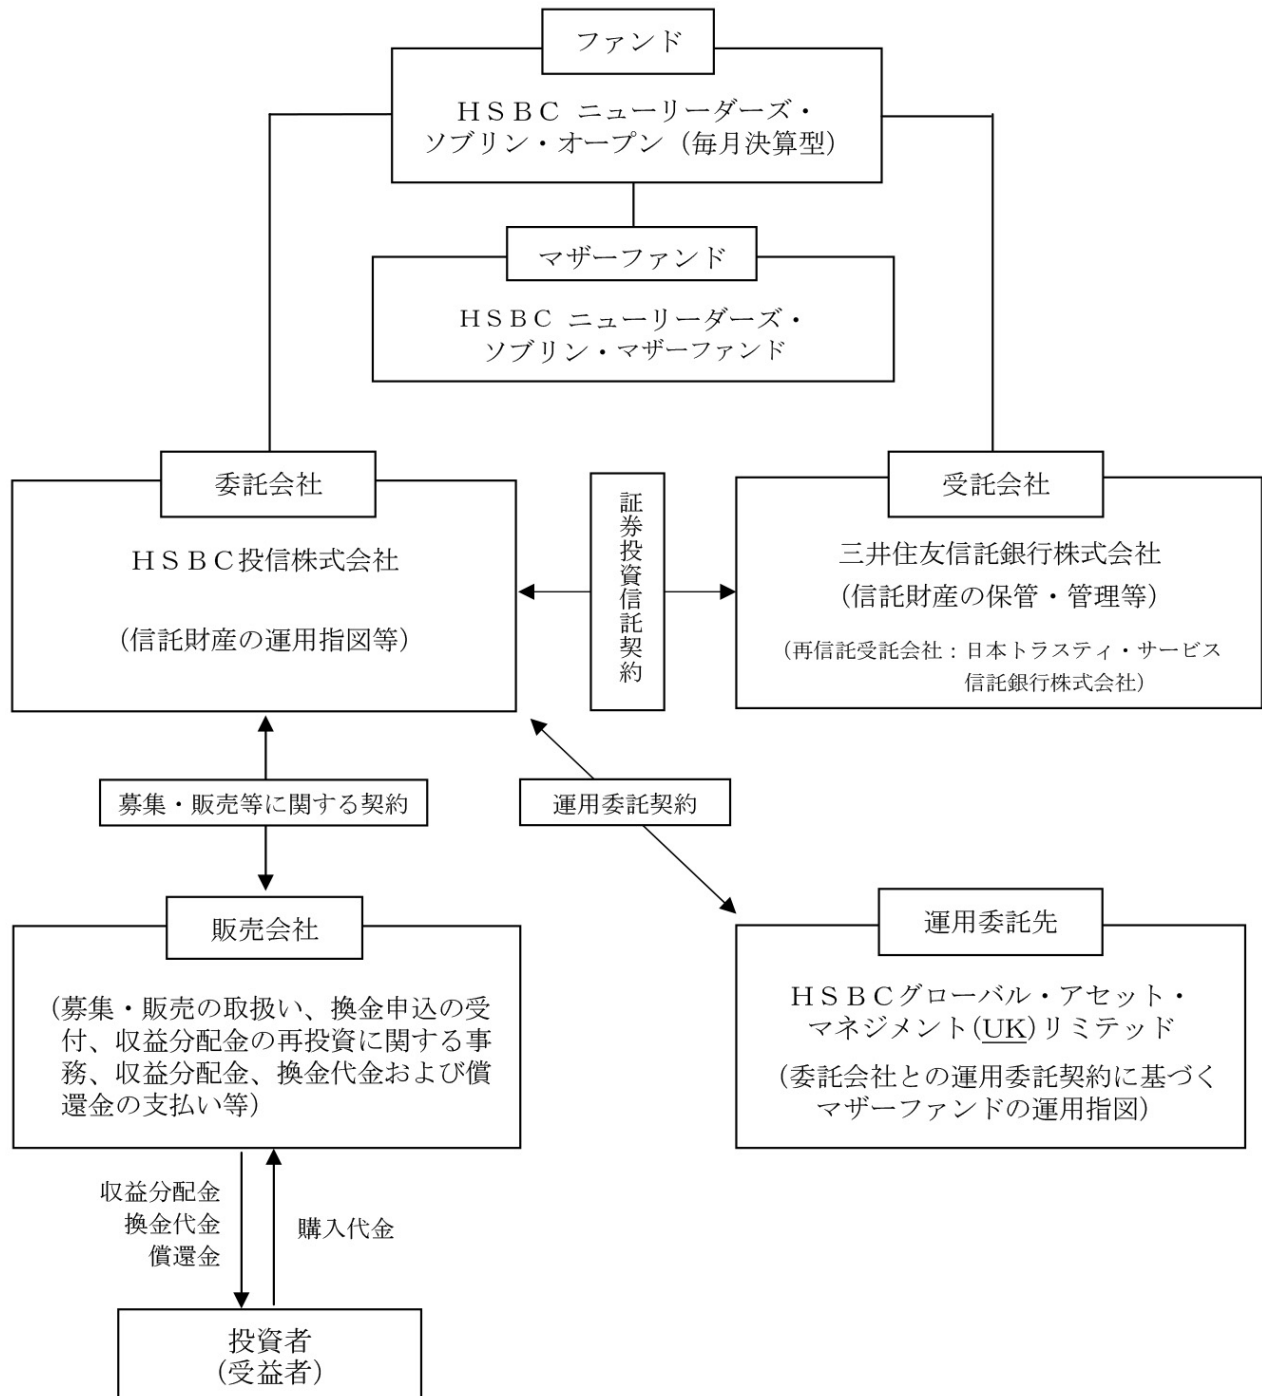 ファンド
HSBC ニューリーダーズ・
ソブリン・オープン（毎月決算型）
マザーファンド
HSBC ニューリーダーズ・
ソブリン・マザーファンド
委託会社
HSBC投信株式会社
（信託財産の運用指図等）
証券投資信託契約
受託会社
三井住友信託銀行株式会社
（信託財産の保管・管理等）
（再信託受託会社：日本トラスティ・サービス
信託銀行株式会社）
募集・販売等に関する契約
運用委託契約
販売会社
（募集・販売の取扱い、換金申込の受
付、収益分配金の再投資に関する事
務、収益分配金、換金代金および償
還金の支払い等）
運用委託先
HSBCグローバル・アセット・
マネジメント(UK)リミテッド
（委託会社との運用委託契約に基づく
マザーファンドの運用指図）
収益分配金
換金代金
償還金
購入代金
投資者
（受益者）